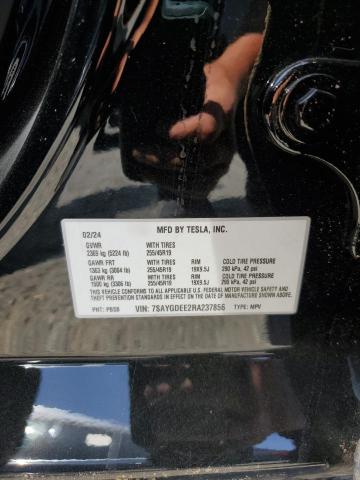 02/24 MFD BY TESLA, INC.
GVWR WITH TIRES
2369 kg (5224 lb) 255/45R19
GAWR FRT WITH TIRES RIM COLD TIRE PRESSURE
1363 kg (3004 lb) 255/45R19 19X9.5J 290 kPa, 42 psi
GAWR RR WITH TIRES RIM COLD TIRE PRESSURE
1500 kg (3306 lb) 255/45R19 19X9.5J 290 kPa, 42 psi
THIS VEHICLE CONFORMS TO ALL APPLICABLE FEDERAL MOTOR VEHICLE SAFETY
AND THEFT PREVENTION STANDARDS IN EFFECT ON THE DATE OF MANUFACTURE SHOWN ABOVE.
PNT: PBSB VIN: 7SAYGDEE2RA237856 TYPE: MPV